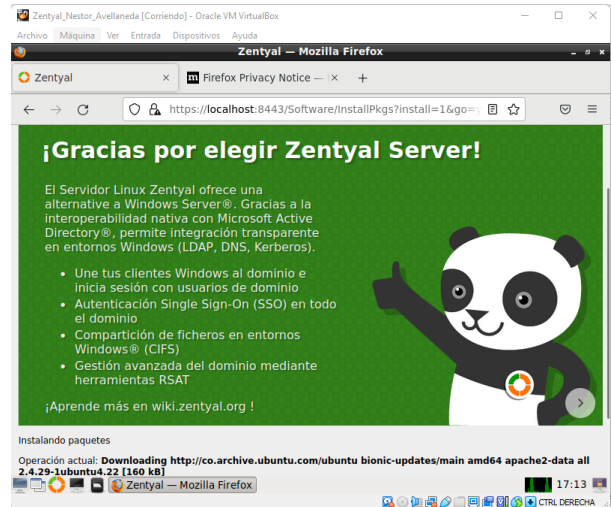 Zentyal_Nestor_Avellaneda [Corriendo] - Oracle VM VirtualBox
Archivo Máquina Ver Entrada Dispositivos Ayuda
Zentyal — Mozilla Firefox
Zentyal
m Firefox Privacy Notice —
https://localhost:8443/Software/InstallPkgs?install=1&go=y
¡Gracias por elegir Zentyal Server!
El Servidor Linux Zentyal ofrece una
alternative a Windows Server®. Gracias a la
interoperabilidad nativa con Microsoft Active
Directory®, permite integración transparente
en entornos Windows (LDAP, DNS, Kerberos).
• Une tus clientes Windows al dominio e
inicia sesión con usuarios de dominio
• Autenticación Single Sign-On (SSO) en todo
el dominio
• Compartición de ficheros en entornos
Windows® (CIFS)
• Gestión avanzada del dominio mediante
herramientas RSAT
¡Aprende más en wiki.zentyal.org !
Instalando paquetes
Operación actual: Downloading http://co.archive.ubuntu.com/ubuntu bionic-updates/main amd64 apache2-data all
2.4.29-1ubuntu4.22 [160 kB]
Zentyal — Mozilla Firefox
17:13
CTRL DERECHA